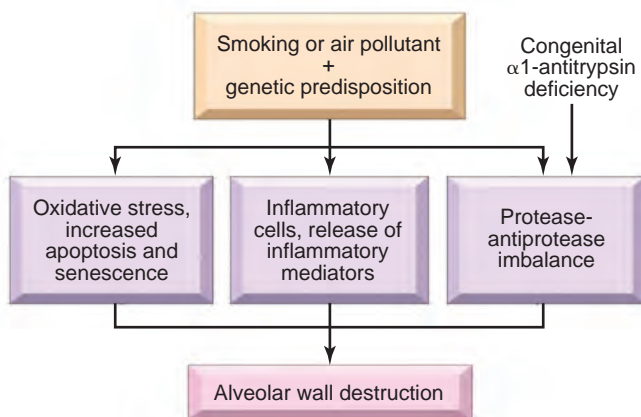 Smoking or air pollutant
+
genetic predisposition
Congenital
α1-antitrypsin
deficiency
Oxidative stress,
increased
apoptosis and
senescence
Inflammatory
cells, release of
inflammatory
mediators
Protease-
antiprotease
imbalance
Alveolar wall destruction